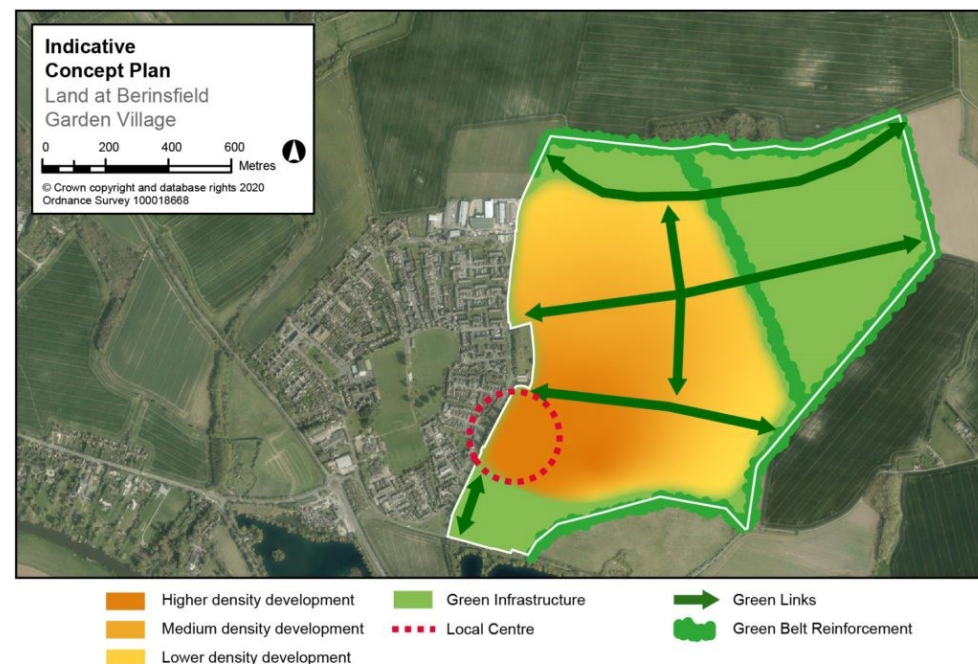 Indicative
Concept Plan
Land at Berinsfield
Garden Village
0 200 400 600
Metres
© Crown copyright and database rights 2020
Ordnance Survey 100018668
Higher density development
Medium density development
Lower density development
Green Infrastructure
Local Centre
Green Links
Green Belt Reinforcement